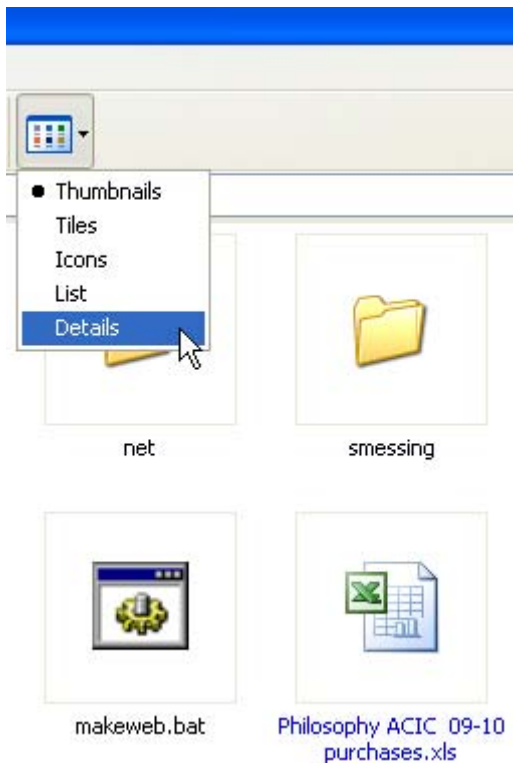 Thumbnails
Tiles
Icons
List
Details
net
smessing
makeweb.bat
Philosophy ACIC 09-10
purchases.xls